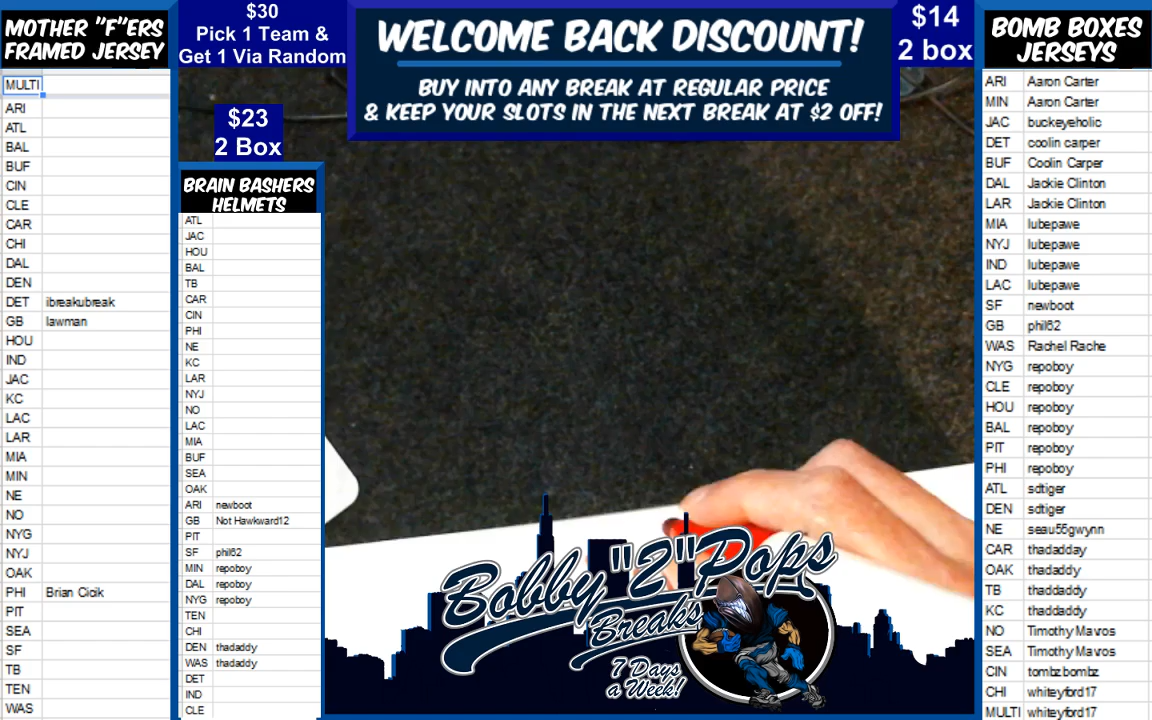 MOTHER "F"ERS
FRAMED JERSEY
MULTI
ARI
ATL
BAL
BUF
CIN
CLE
CAR
CHI
DAL
DEN
DET ibreakubreak
GB lawman
HOU
IND
JAC
KC
LAC
LAR
MIA
MIN
NE
NO
NYG
NYJ
OAK
PHI Brian Cicik
PIT
SEA
SF
TB
TEN
WAS
$30
Pick 1 Team &
Get 1 Via Random
$23
2 Box
BRAIN BASHERS
HELMETS
ATL
JAC
HOU
BAL
TB
CAR
CIN
PHI
NE
KC
LAR
NYJ
NO
LAC
MIA
BUF
SEA
OAK
ARI newboot
GB Not Hawkward12
PIT
SF phil62
MIN repoboy
DAL repoboy
NYG repoboy
TEN
CHI
DEN thadaddy
WAS thadaddy
DET
IND
CLE
WELCOME BACK DISCOUNT!
BUY INTO ANY BREAK AT REGULAR PRICE
& KEEP YOUR SLOTS IN THE NEXT BREAK AT $2 OFF!
Bobby "2" Pops
Breaks
7 Days
a Week!
$14
2 box
BOMB BOXES
JERSEYS
ARI Aaron Carter
MIN Aaron Carter
JAC buckeyeholic
DET coolin carper
BUF Coolin Carper
DAL Jackie Clinton
LAR Jackie Clinton
MIA lubepawe
NYJ lubepawe
IND lubepawe
LAC lubepawe
SF newboot
GB phil62
WAS Rachel Rache
NYG repoboy
CLE repoboy
HOU repoboy
BAL repoboy
PIT repoboy
PHI repoboy
ATL sdtiger
DEN sdtiger
NE seau55gwynn
CAR thadadday
OAK thadaddy
TB thaddaddy
KC thaddaddy
NO Timothy Mavros
SEA Timothy Mavros
CIN tombzbombz
CHI whiteyford17
MULTI whiteyford17